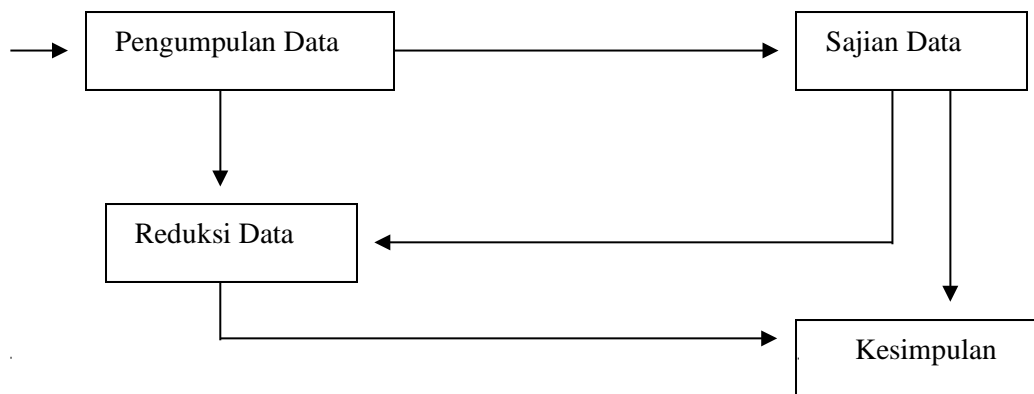 Pengumpulan Data
Sajian Data
Reduksi Data
Kesimpulan